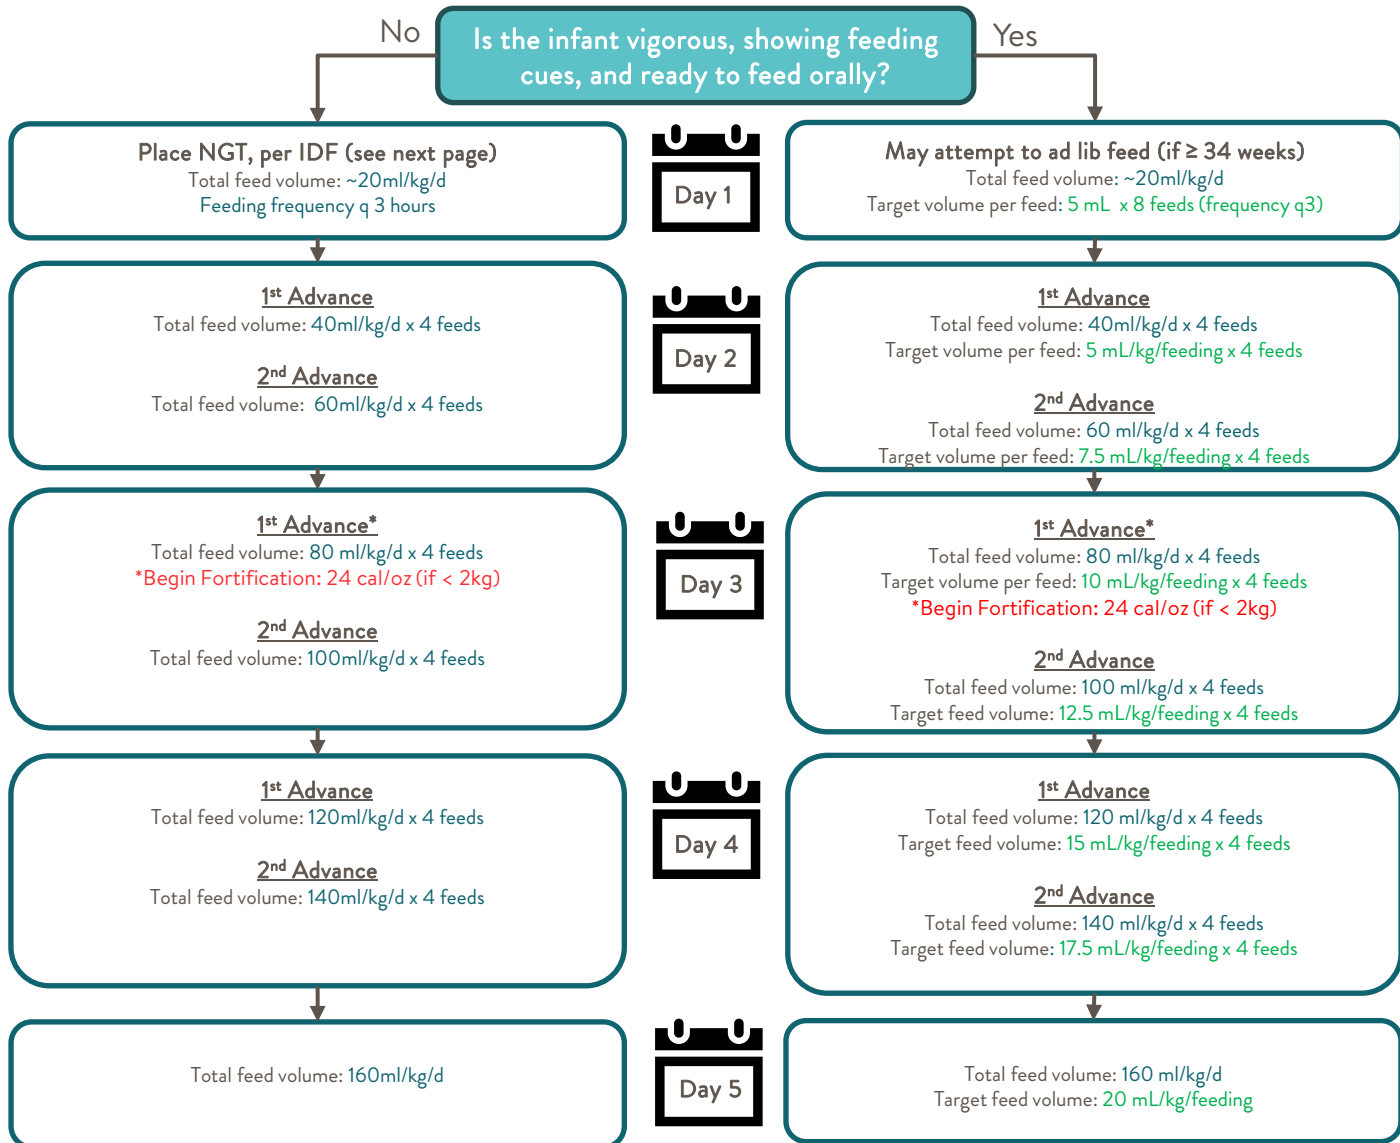 No
Is the infant vigorous, showing feeding
cues, and ready to feed orally?
Yes
Place NGT, per IDF (see next page)
Total feed volume: ~20ml/kg/d
Feeding frequency q 3 hours
Day 1
May attempt to ad lib feed (if ≥ 34 weeks)
Total feed volume: ~20ml/kg/d
Target volume per feed: 5 mL x 8 feeds (frequency q3)
1st Advance
Total feed volume: 40ml/kg/d x 4 feeds
2nd Advance
Total feed volume: 60ml/kg/d x 4 feeds
Day 2
1st Advance
Total feed volume: 40ml/kg/d x 4 feeds
Target volume per feed: 5 mL/kg/feeding x 4 feeds
2nd Advance
Total feed volume: 60 ml/kg/d x 4 feeds
Target volume per feed: 7.5 mL/kg/feeding x 4 feeds
1st Advance*
Total feed volume: 80 ml/kg/d x 4 feeds
*Begin Fortification: 24 cal/oz (if < 2kg)
2nd Advance
Total feed volume: 100ml/kg/d x 4 feeds
Day 3
1st Advance*
Total feed volume: 80 ml/kg/d x 4 feeds
Target volume per feed: 10 mL/kg/feeding x 4 feeds
*Begin Fortification: 24 cal/oz (if < 2kg)
2nd Advance
Total feed volume: 100 ml/kg/d x 4 feeds
Target feed volume: 12.5 mL/kg/feeding x 4 feeds
1st Advance
Total feed volume: 120ml/kg/d x 4 feeds
2nd Advance
Total feed volume: 140ml/kg/d x 4 feeds
Day 4
1st Advance
Total feed volume: 120 ml/kg/d x 4 feeds
Target feed volume: 15 mL/kg/feeding x 4 feeds
2nd Advance
Total feed volume: 140 ml/kg/d x 4 feeds
Target feed volume: 17.5 mL/kg/feeding x 4 feeds
Total feed volume: 160ml/kg/d
Day 5
Total feed volume: 160 ml/kg/d
Target feed volume: 20 mL/kg/feeding